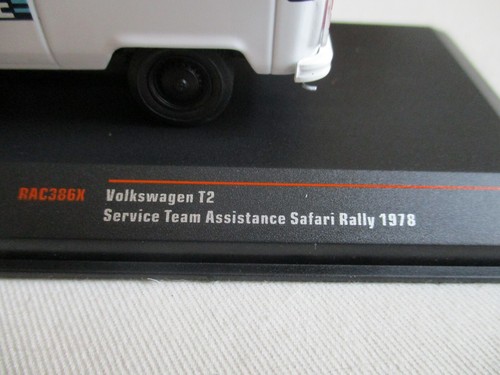 RAC386X Volkswagen T2
Service Team Assistance Safari Rally 1978